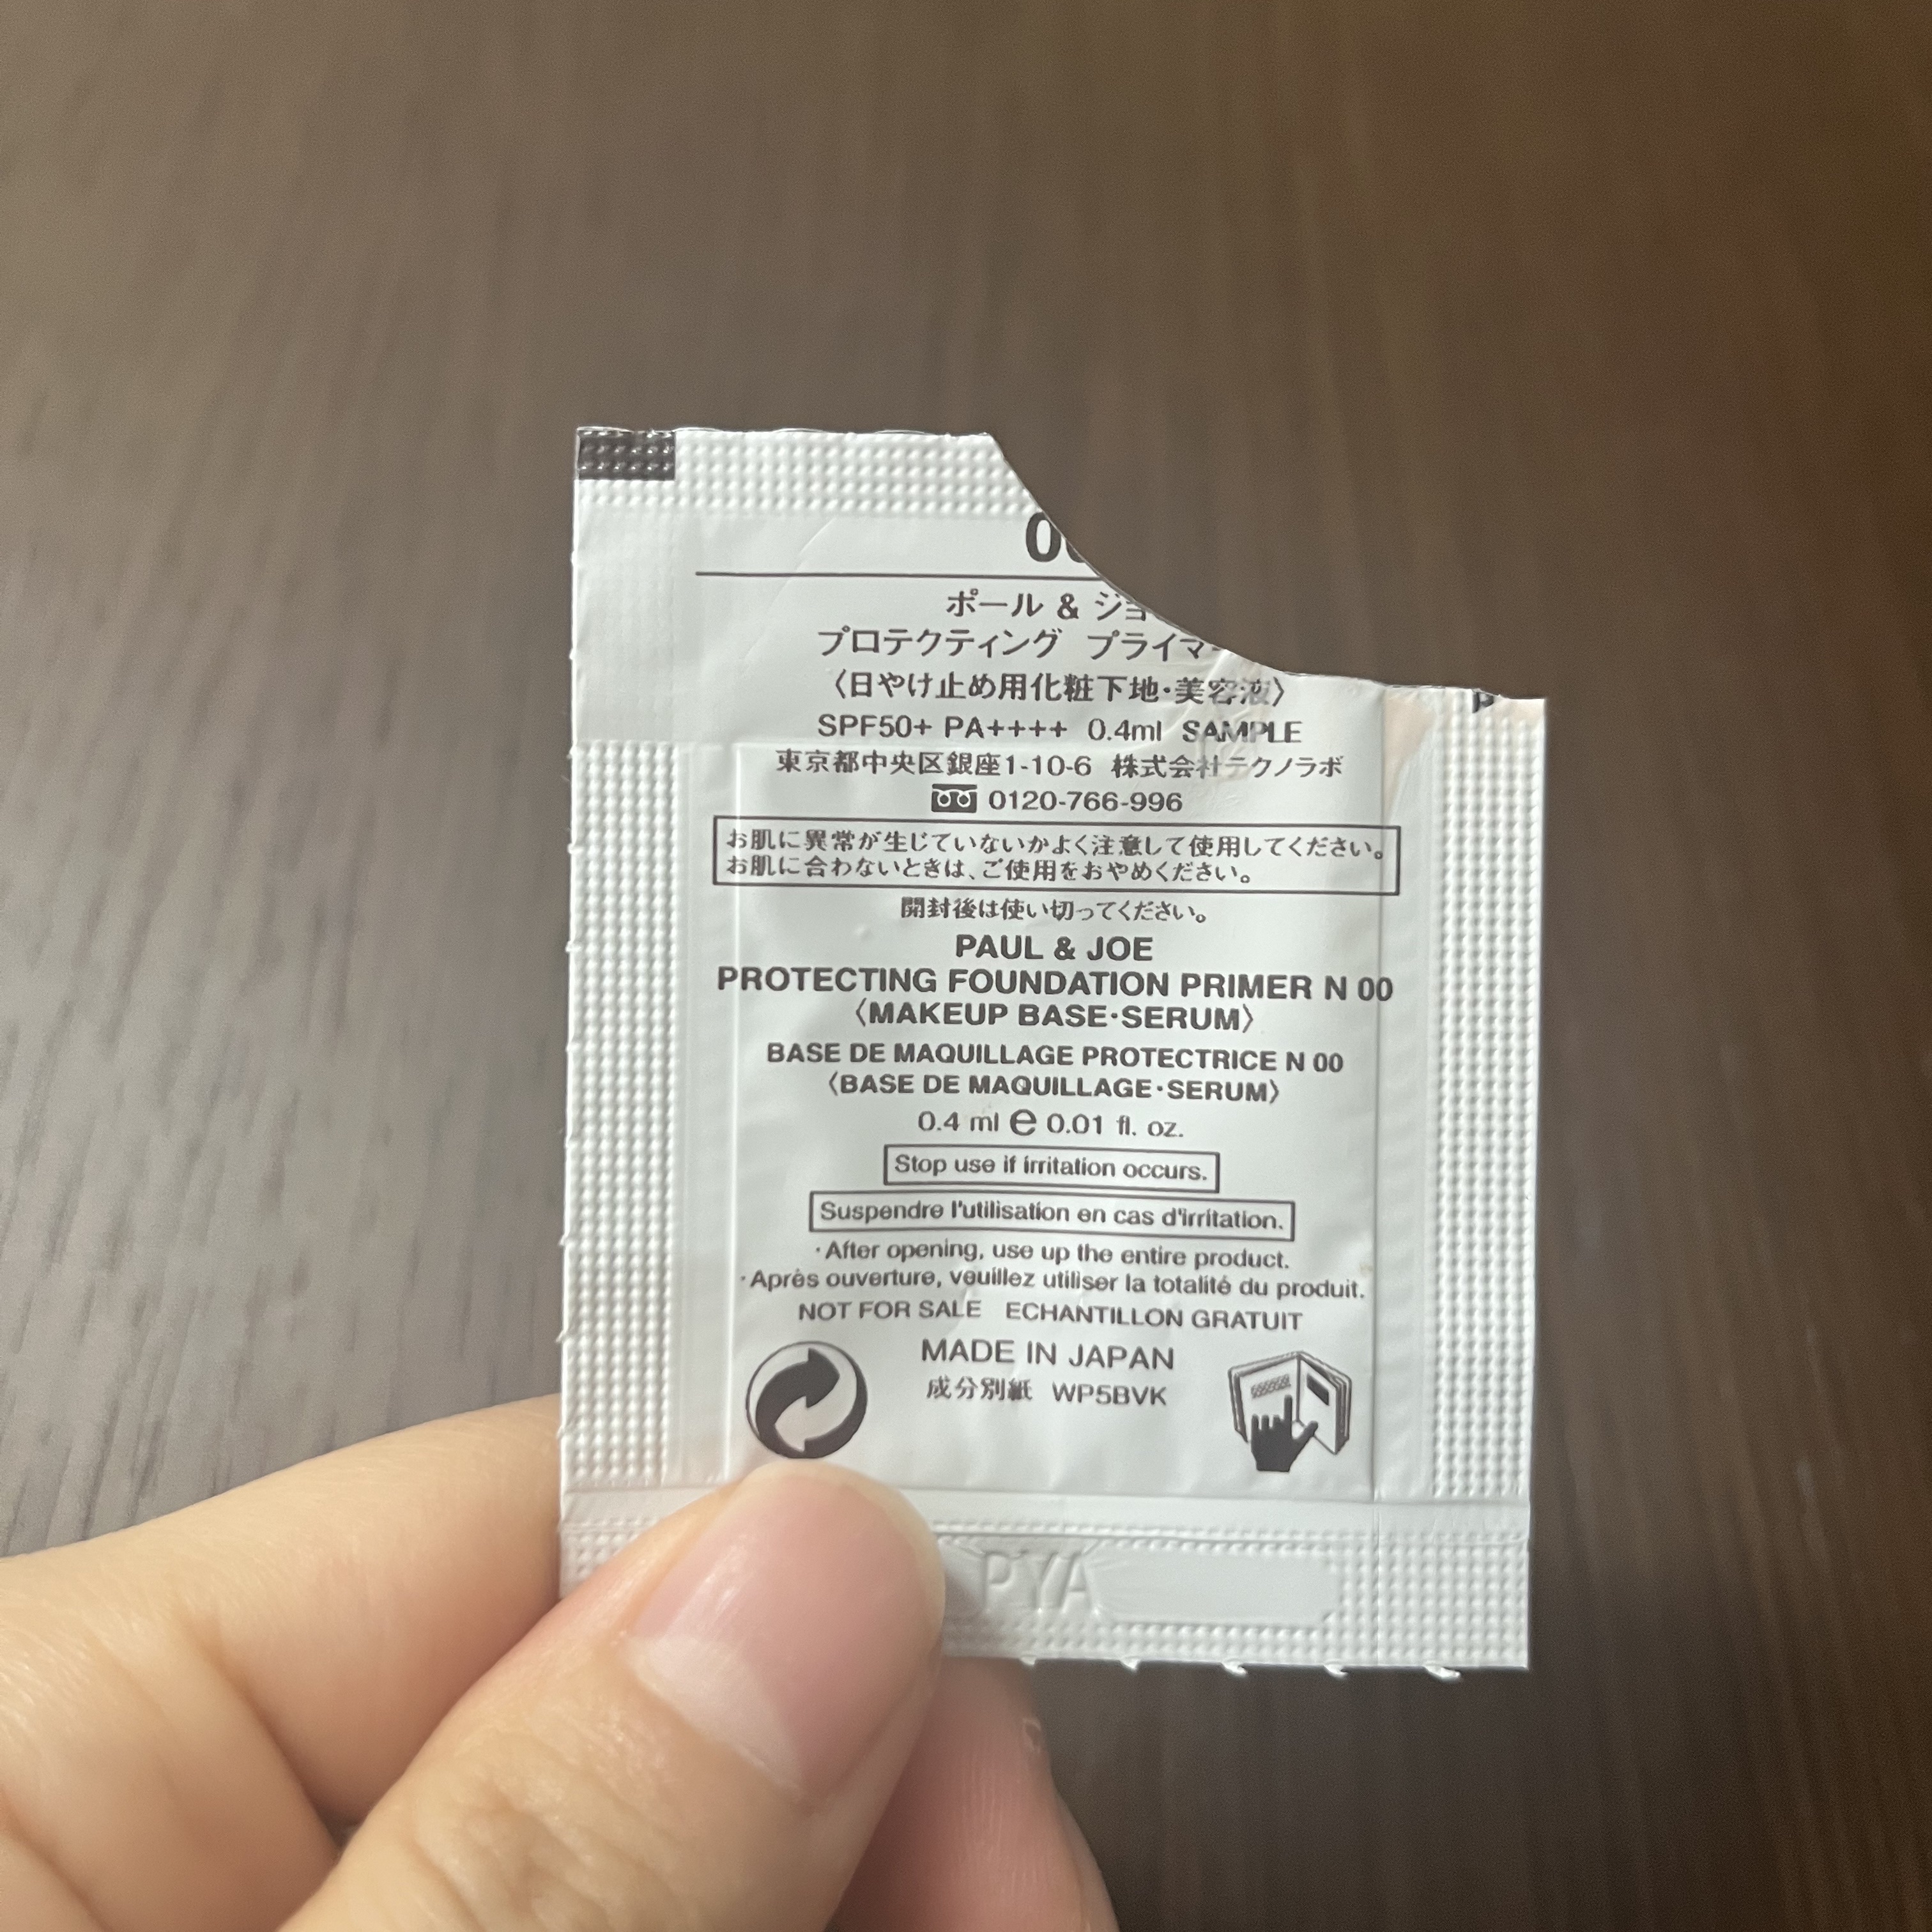 ポール & ジョ
プロテクティング プライマー
〈日やけ止め用化粧下地・美容液〉
SPF50+ PA++++ 0.4ml SAMPLE
東京都中央区銀座1-10-6 株式会社テクノラボ
0120-766-996
お肌に異常が生じていないかよく注意して使用してください。
お肌に合わないときは、ご使用をおやめください。
開封後は使い切ってください。
PAUL & JOE
PROTECTING FOUNDATION PRIMER N 00
〈MAKEUP BASE・SERUM〉
BASE DE MAQUILLAGE PROTECTRICE N 00
〈BASE DE MAQUILLAGE・SERUM〉
0.4 ml e 0.01 fl. oz.
Stop use if irritation occurs.
Suspendre l'utilisation en cas d'irritation.
・After opening, use up the entire product.
・Après ouverture, veuillez utiliser la totalité du produit.
NOT FOR SALE ECHANTILLON GRATUIT
MADE IN JAPAN
成分別紙 WP5BVK
PYA